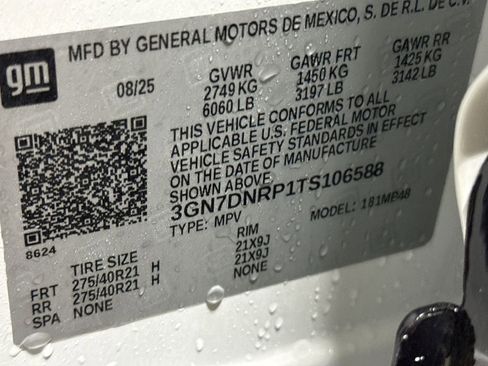 gm
MFD BY GENERAL MOTORS DE MEXICO, S. DE R.L. DE C.V.
08/25
GVWR GAWR FRT GAWR RR
2749 KG 1450 KG 1425 KG
6060 LB 3197 LB 3142 LB
THIS VEHICLE CONFORMS TO ALL
APPLICABLE U.S. FEDERAL MOTOR
VEHICLE SAFETY STANDARDS IN EFFECT
ON THE DATE OF MANUFACTURE
SHOWN ABOVE
3GN7DNRP1TS106588
TYPE: MPV MODEL: 181MB48
8624
TIRE SIZE RIM
FRT 275/40R21 H 21X9J
RR 275/40R21 H 21X9J
SPA NONE NONE